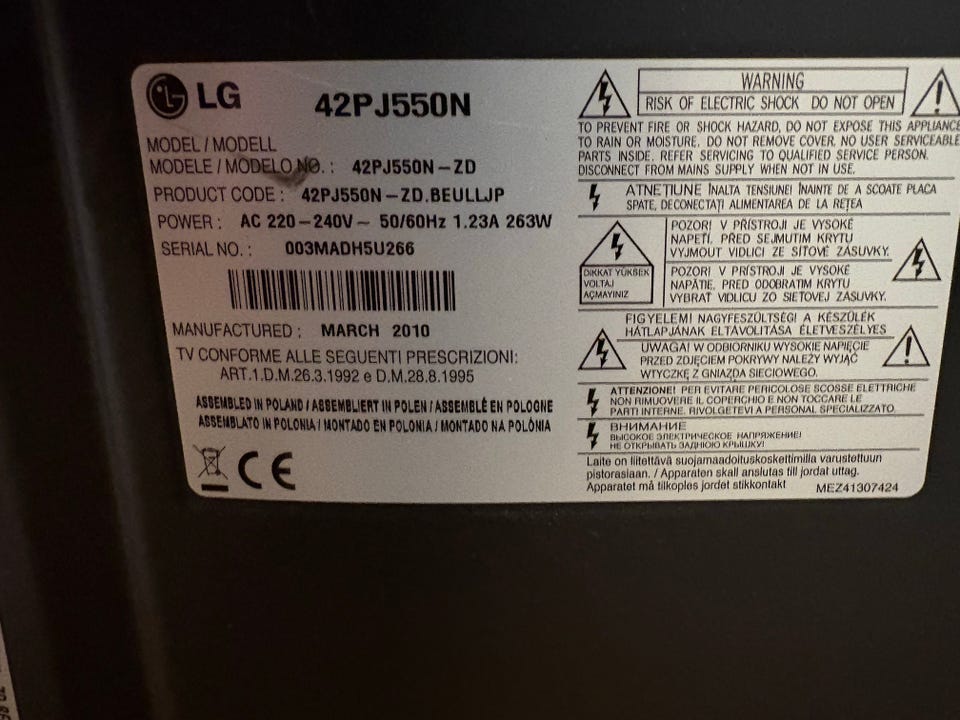 LG 42PJ550N
MODEL / MODELL
MODELE / MODELO NO. : 42PJ550N-ZD
PRODUCT CODE : 42PJ550N-ZD.BEULLJP
POWER : AC 220-240V~ 50/60Hz 1.23A 263W
SERIAL NO. : 003MADH5U266
MANUFACTURED : MARCH 2010
TV CONFORME ALLE SEGUENTI PRESCRIZIONI:
ART.1.D.M.26.3.1992 e D.M.28.8.1995
ASSEMBLED IN POLAND / ASSEMBLIERT IN POLEN / ASSEMBLÉ EN POLOGNE
ASSEMBLATO IN POLONIA / MONTADO EN POLONIA / MONTADO NA POLÔNIA
CE
WARNING
RISK OF ELECTRIC SHOCK DO NOT OPEN
TO PREVENT FIRE OR SHOCK HAZARD, DO NOT EXPOSE THIS APPLIANCE
TO RAIN OR MOISTURE. DO NOT REMOVE COVER. NO USER SERVICEABLE
PARTS INSIDE. REFER SERVICING TO QUALIFIED SERVICE PERSON.
DISCONNECT FROM MAINS SUPPLY WHEN NOT IN USE.
ATNEȚIUNE ÎNALTA TENSIUNE! ÎNAINTE DE A SCOATE PLACA
SPATE, DECONECTAȚI ALIMENTAREA DE LA REȚEA
DIKKAT YÜKSEK
VOLTAJ
AÇMAYINIZ
POZOR! V PŘÍSTROJI JE VYSOKÉ
NAPĚTÍ. PŘED SEJMUTIM KRYTU
VYJMOUT VIDLICI ZE SÍŤOVÉ ZÁSUVKY.
POZOR! V PRÍSTROJI JE VYSOKÉ
NAPÄTIE, PRED ODOBRATIM KRYTU
VYBRAŤ VIDLICU ZO SIEŤOVEJ ZÁSUVKY.
FIGYELEM! NAGYFESZÜLTSÉG! A KÉSZÜLÉK
HÁTLAPJÁNAK ELTÁVOLÍTÁSA ÉLETVESZÉLYES
UWAGA! W ODBIORNIKU WYSOKIE NAPIĘCIE
PRZED ZDJĘCIEM POKRYWY NALEŻY WYJĄĆ
WTYCZKĘ Z GNIAZDA SIECIOWEGO.
ATTENZIONE! PER EVITARE PERICOLOSE SCOSSE ELETTRICHE
NON RIMUOVERE IL COPERCHIO E NON TOCCARE LE
PARTI INTERNE. RIVOLGETEVI A PERSONAL SPECIALIZZATO.
ВНИМАНИЕ
ВЫСОКОЕ ЭЛЕКТРИЧЕСКОЕ НАПРЯЖЕНИЕ!
НЕ ОТКРЫВАТЬ ЗАДНЮЮ КРЫШКУ!
Laite on liitettävä suojamaadoituskoskettimilla varustettuun
pistorasiaan. / Apparaten skall anslutas till jordat uttag.
Apparatet må tilkoples jordet stikkontakt
MEZ41307424